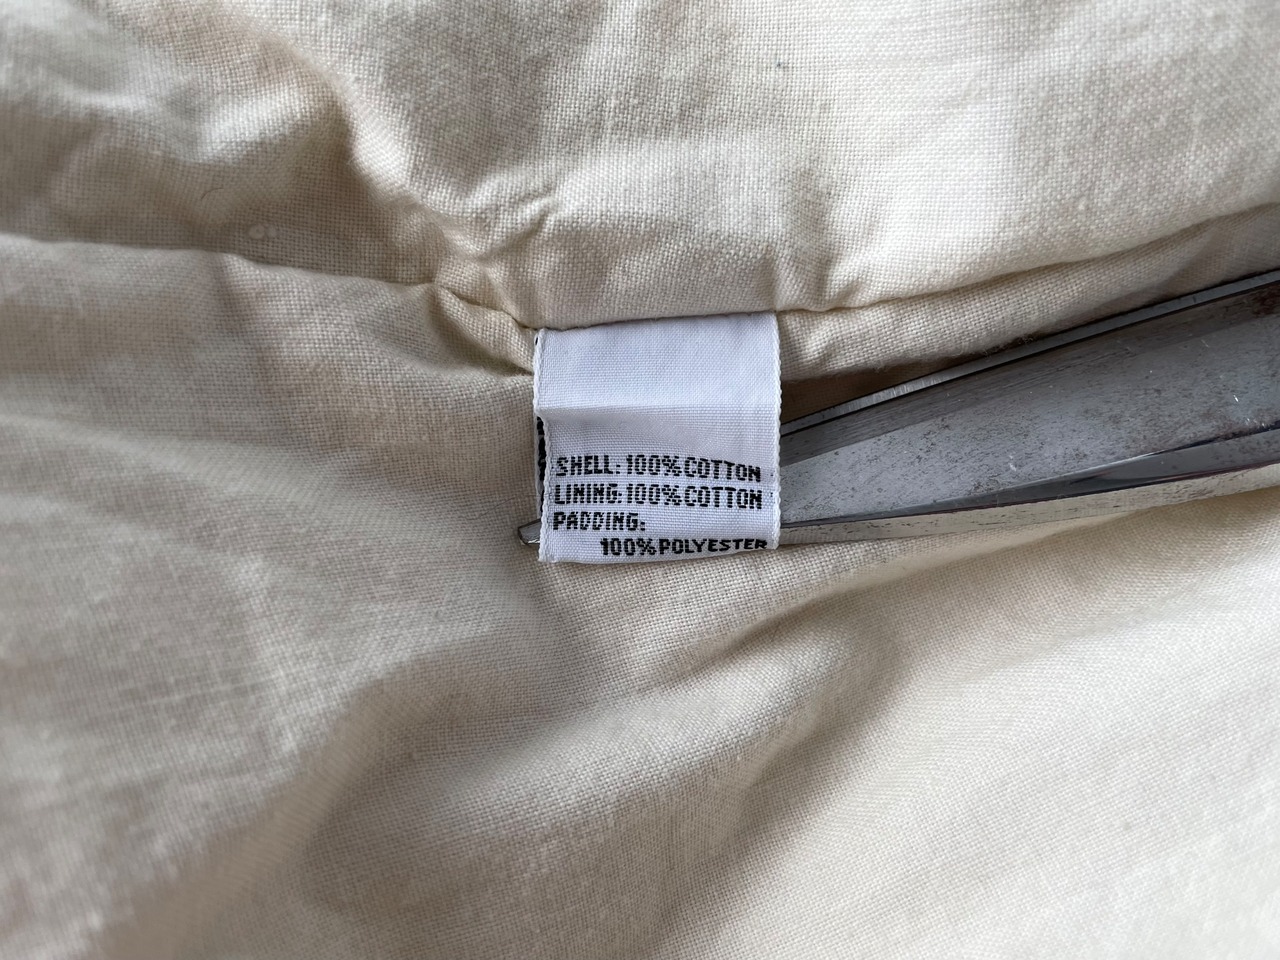 SHELL: 100% COTTON
LINING: 100% COTTON
PADDING:
100% POLYESTER